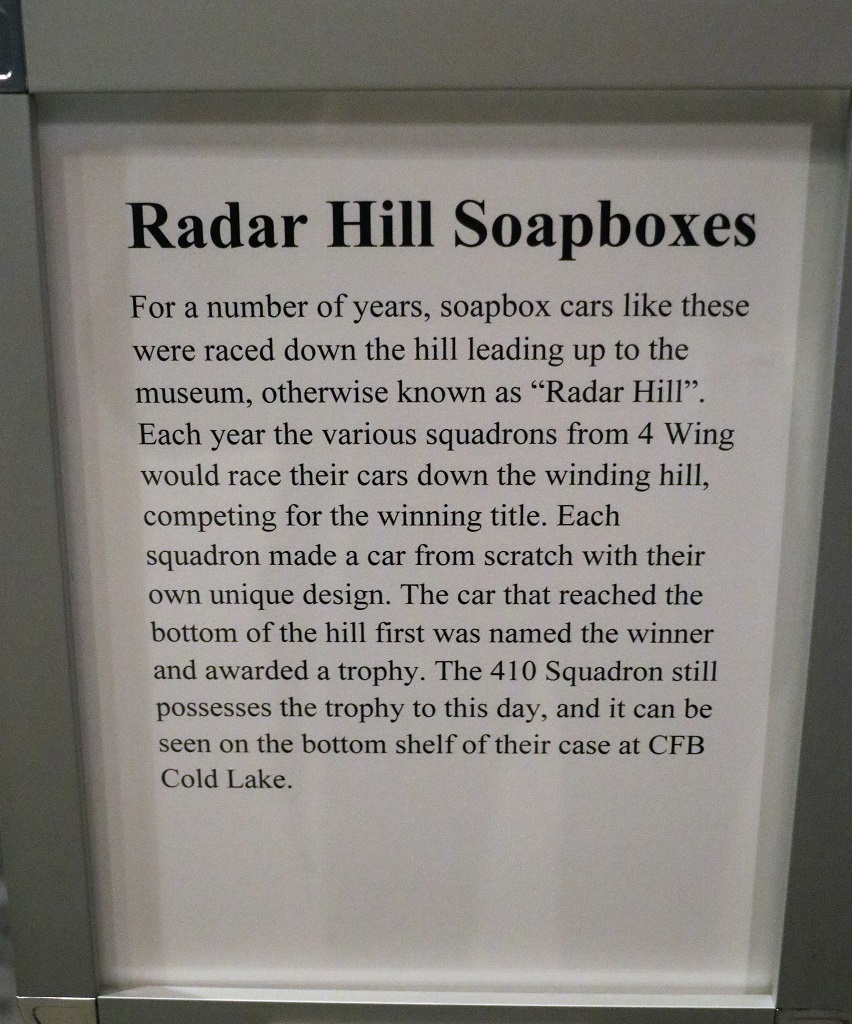 Radar Hill Soapboxes
For a number of years, soapbox cars like these
were raced down the hill leading up to the
museum, otherwise known as “Radar Hill”.
Each year the various squadrons from 4 Wing
would race their cars down the winding hill,
competing for the winning title. Each
squadron made a car from scratch with their
own unique design. The car that reached the
bottom of the hill first was named the winner
and awarded a trophy. The 410 Squadron still
possesses the trophy to this day, and it can be
seen on the bottom shelf of their case at CFB
Cold Lake.